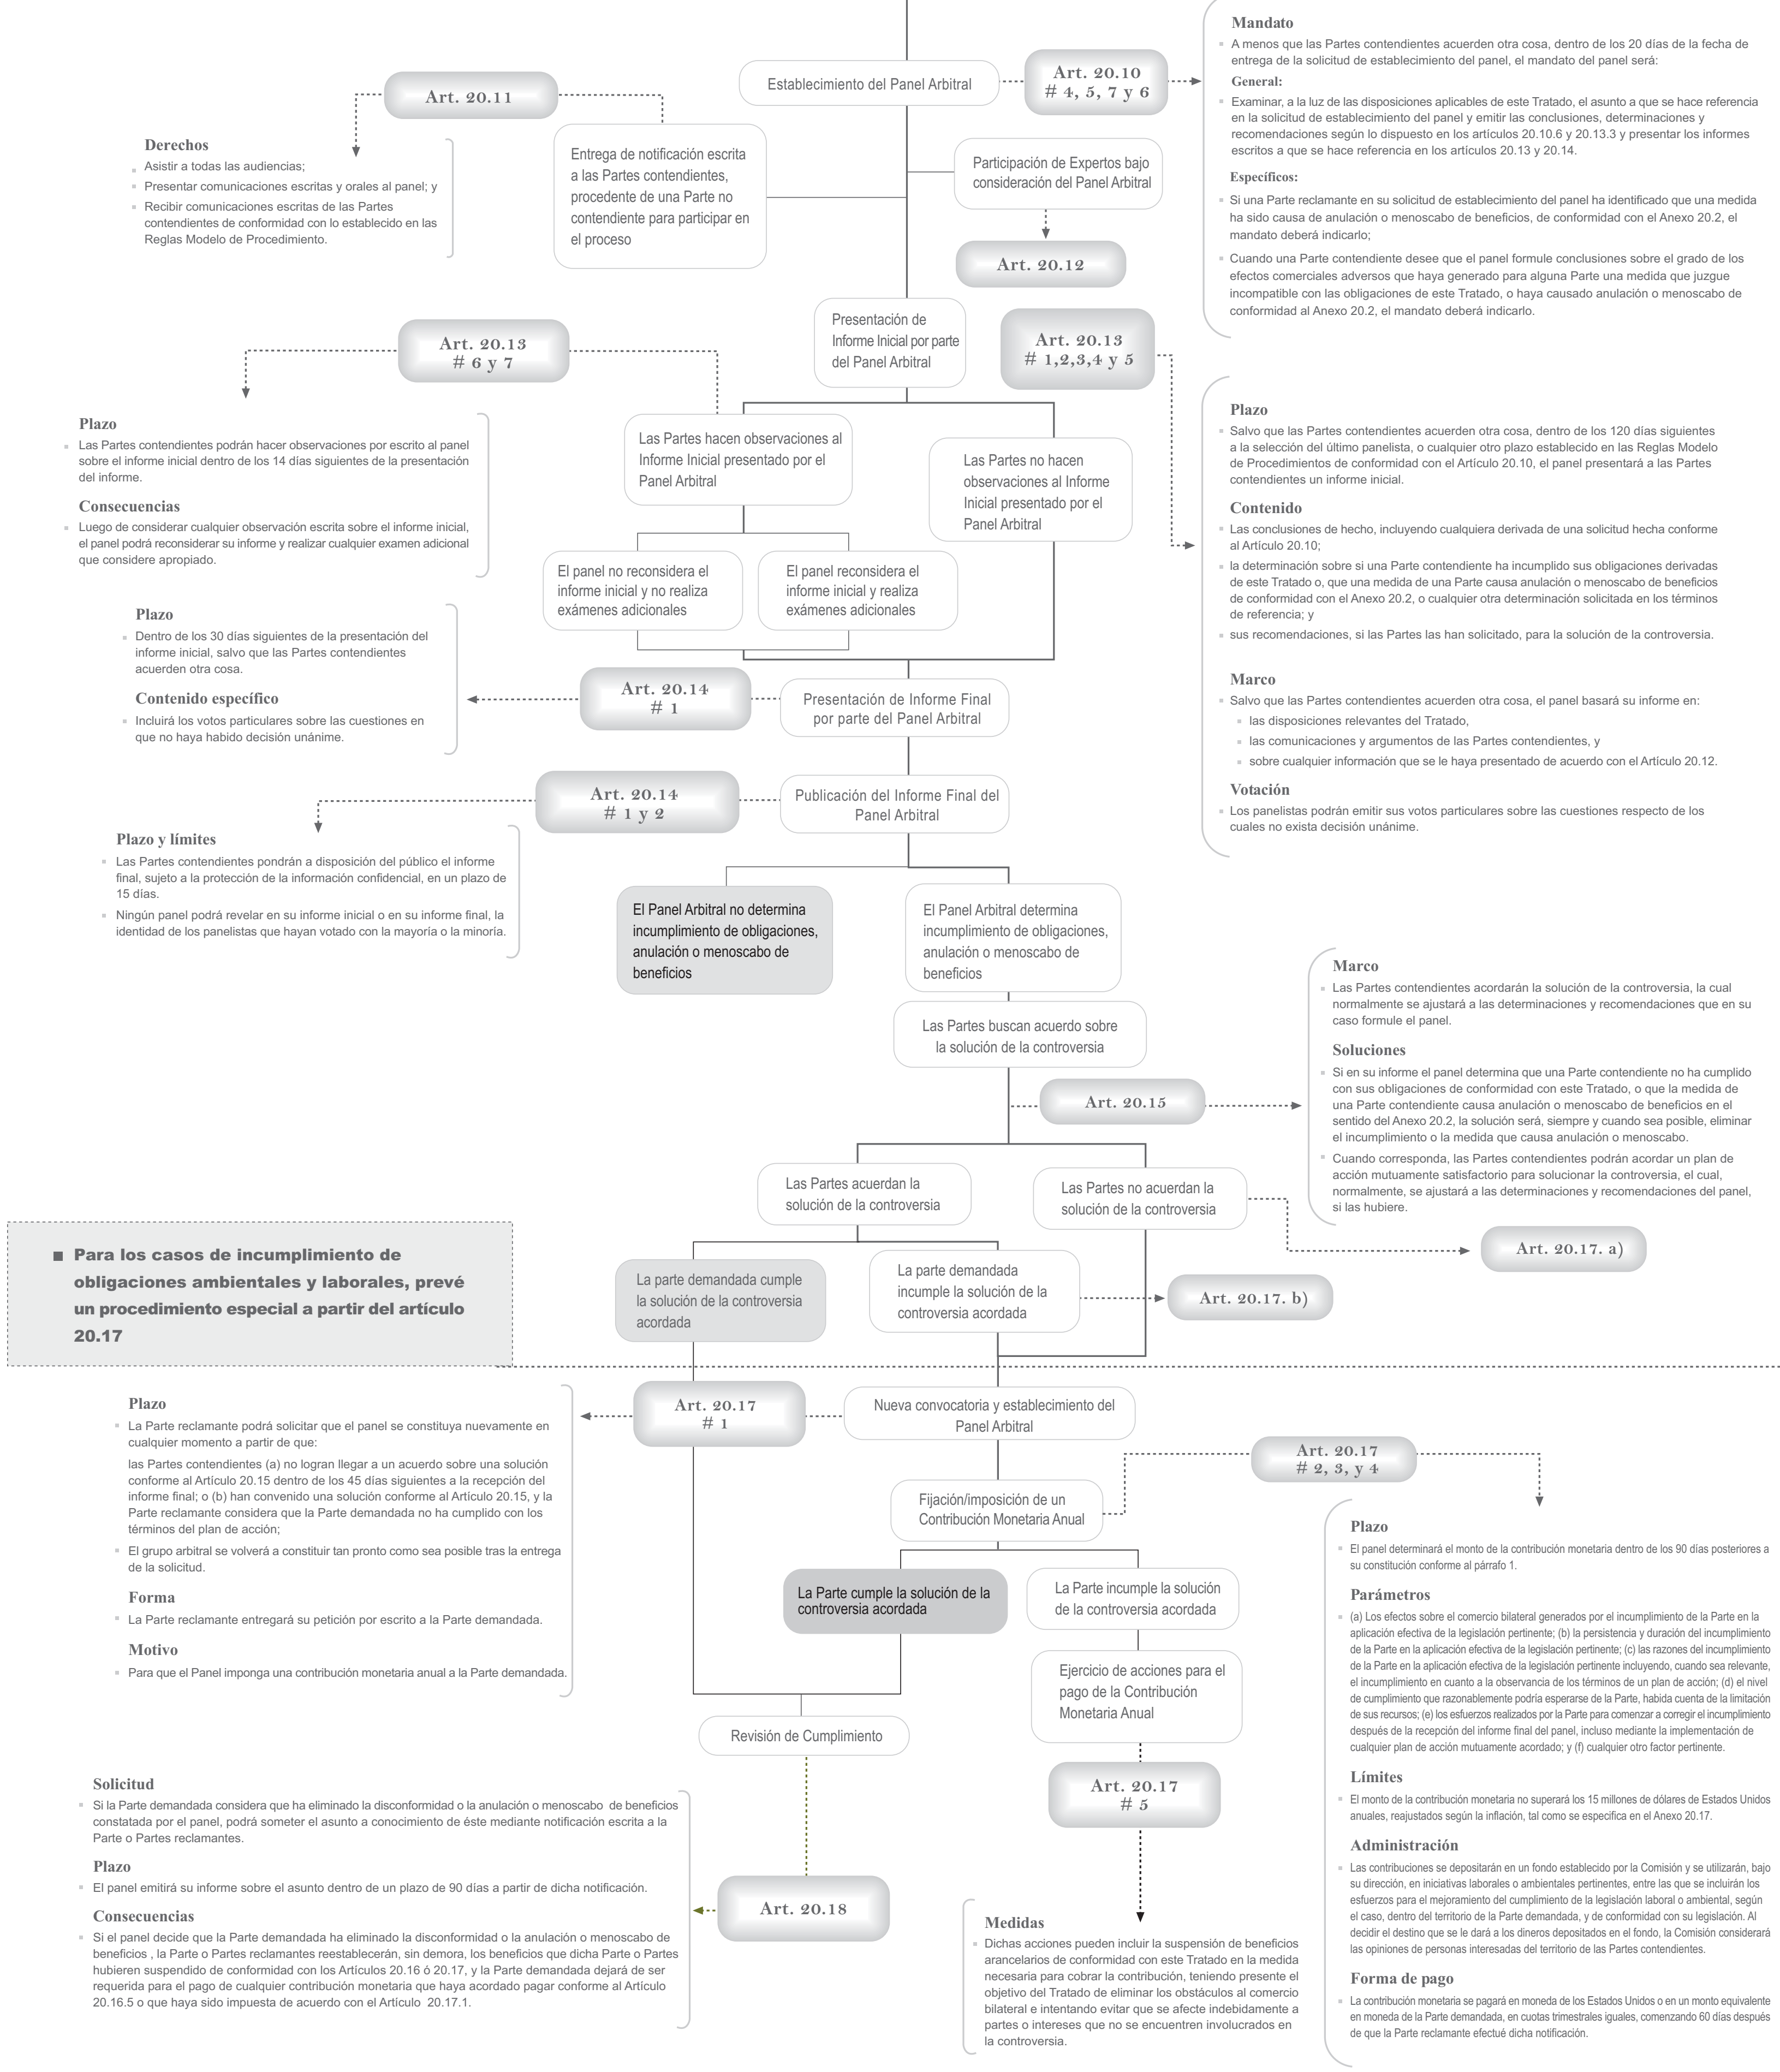 Mandato
A menos que las Partes contendientes acuerden otra cosa, dentro de los 20 días de la fecha de
entrega de la solicitud de establecimiento del panel, el mandato del panel será:
General:
Examinar, a la luz de las disposiciones aplicables de este Tratado, el asunto a que se hace referencia
en la solicitud de establecimiento del panel y emitir las conclusiones, determinaciones y
recomendaciones según lo dispuesto en los artículos 20.10.6 y 20.13.3 y presentar los informes
escritos a que se hace referencia en los artículos 20.13 y 20.14.
Específicos:
Si una Parte reclamante en su solicitud de establecimiento del panel ha identificado que una medida
ha sido causa de anulación o menoscabo de beneficios, de conformidad con el Anexo 20.2, el
mandato deberá indicarlo;
Cuando una Parte contendiente desee que el panel formule conclusiones sobre el grado de los
efectos comerciales adversos que haya generado para alguna Parte una medida que juzgue
incompatible con las obligaciones de este Tratado, o haya causado anulación o menoscabo de
conformidad al Anexo 20.2, el mandato deberá indicarlo.
Establecimiento del Panel Arbitral
Art. 20.10
# 4, 5, 7 y 6
Art. 20.11
Derechos
Asistir a todas las audiencias;
Presentar comunicaciones escritas y orales al panel; y
Recibir comunicaciones escritas de las Partes
contendientes de conformidad con lo establecido en las
Reglas Modelo de Procedimiento.
Entrega de notificación escrita
a las Partes contendientes,
procedente de una Parte no
contendiente para participar en
el proceso
Participación de Expertos bajo
consideración del Panel Arbitral
Art. 20.12
Presentación de
Informe Inicial por parte
del Panel Arbitral
Art. 20.13
# 1,2,3,4 y 5
Art. 20.13
# 6 y 7
Plazo
Las Partes contendientes podrán hacer observaciones por escrito al panel
sobre el informe inicial dentro de los 14 días siguientes de la presentación
del informe.
Consecuencias
Luego de considerar cualquier observación escrita sobre el informe inicial,
el panel podrá reconsiderar su informe y realizar cualquier examen adicional
que considere apropiado.
Las Partes hacen observaciones al
Informe Inicial presentado por el
Panel Arbitral
Las Partes no hacen
observaciones al Informe
Inicial presentado por el
Panel Arbitral
Plazo
Salvo que las Partes contendientes acuerden otra cosa, dentro de los 120 días siguientes
a la selección del último panelista, o cualquier otro plazo establecido en las Reglas Modelo
de Procedimientos de conformidad con el Artículo 20.10, el panel presentará a las Partes
contendientes un informe inicial.
Contenido
Las conclusiones de hecho, incluyendo cualquiera derivada de una solicitud hecha conforme
al Artículo 20.10;
la determinación sobre si una Parte contendiente ha incumplido sus obligaciones derivadas
de este Tratado o, que una medida de una Parte causa anulación o menoscabo de beneficios
de conformidad con el Anexo 20.2, o cualquier otra determinación solicitada en los términos
de referencia; y
sus recomendaciones, si las Partes las han solicitado, para la solución de la controversia.
Marco
Salvo que las Partes contendientes acuerden otra cosa, el panel basará su informe en:
las disposiciones relevantes del Tratado,
las comunicaciones y argumentos de las Partes contendientes, y
sobre cualquier información que se le haya presentado de acuerdo con el Artículo 20.12.
Votación
Los panelistas podrán emitir sus votos particulares sobre las cuestiones respecto de los
cuales no exista decisión unánime.
El panel no reconsidera el
informe inicial y no realiza
exámenes adicionales
El panel reconsidera el
informe inicial y realiza
exámenes adicionales
Plazo
Dentro de los 30 días siguientes de la presentación del
informe inicial, salvo que las Partes contendientes
acuerden otra cosa.
Contenido específico
Incluirá los votos particulares sobre las cuestiones en
que no haya habido decisión unánime.
Art. 20.14
# 1
Presentación de Informe Final
por parte del Panel Arbitral
Art. 20.14
# 1 y 2
Publicación del Informe Final del
Panel Arbitral
Plazo y límites
Las Partes contendientes pondrán a disposición del público el informe
final, sujeto a la protección de la información confidencial, en un plazo de
15 días.
Ningún panel podrá revelar en su informe inicial o en su informe final, la
identidad de los panelistas que hayan votado con la mayoría o la minoría.
El Panel Arbitral no determina
incumplimiento de obligaciones,
anulación o menoscabo de
beneficios
El Panel Arbitral determina
incumplimiento de obligaciones,
anulación o menoscabo de
beneficios
Las Partes buscan acuerdo sobre
la solución de la controversia
Art. 20.15
Marco
Las Partes contendientes acordarán la solución de la controversia, la cual
normalmente se ajustará a las determinaciones y recomendaciones que en su
caso formule el panel.
Soluciones
Si en su informe el panel determina que una Parte contendiente no ha cumplido
con sus obligaciones de conformidad con este Tratado, o que la medida de
una Parte contendiente causa anulación o menoscabo de beneficios en el
sentido del Anexo 20.2, la solución será, siempre y cuando sea posible, eliminar
el incumplimiento o la medida que causa anulación o menoscabo.
Cuando corresponda, las Partes contendientes podrán acordar un plan de
acción mutuamente satisfactorio para solucionar la controversia, el cual,
normalmente, se ajustará a las determinaciones y recomendaciones del panel,
si las hubiere.
Las Partes acuerdan la
solución de la controversia
Las Partes no acuerdan la
solución de la controversia
Art. 20.17. a)
Para los casos de incumplimiento de
obligaciones ambientales y laborales, prevé
un procedimiento especial a partir del artículo
20.17
La parte demandada cumple
la solución de la controversia
acordada
La parte demandada
incumple la solución de la
controversia acordada
Art. 20.17. b)
Plazo
La Parte reclamante podrá solicitar que el panel se constituya nuevamente en
cualquier momento a partir de que:
las Partes contendientes (a) no logran llegar a un acuerdo sobre una solución
conforme al Artículo 20.15 dentro de los 45 días siguientes a la recepción del
informe final; o (b) han convenido una solución conforme al Artículo 20.15, y la
Parte reclamante considera que la Parte demandada no ha cumplido con los
términos del plan de acción;
El grupo arbitral se volverá a constituir tan pronto como sea posible tras la entrega
de la solicitud.
Forma
La Parte reclamante entregará su petición por escrito a la Parte demandada.
Motivo
Para que el Panel imponga una contribución monetaria anual a la Parte demandada.
Art. 20.17
# 1
Nueva convocatoria y establecimiento del
Panel Arbitral
Art. 20.17
# 2, 3, y 4
Fijación/imposición de un
Contribución Monetaria Anual
La Parte cumple la solución de la
controversia acordada
La Parte incumple la solución
de la controversia acordada
Ejercicio de acciones para el
pago de la Contribución
Monetaria Anual
Revisión de Cumplimiento
Plazo
El panel determinará el monto de la contribución monetaria dentro de los 90 días posteriores a
su constitución conforme al párrafo 1.
Parámetros
(a) Los efectos sobre el comercio bilateral generados por el incumplimiento de la Parte en la
aplicación efectiva de la legislación pertinente; (b) la persistencia y duración del incumplimiento
de la Parte en la aplicación efectiva de la legislación pertinente; (c) las razones del incumplimiento
de la Parte en la aplicación efectiva de la legislación pertinente incluyendo, cuando sea relevante,
el incumplimiento en cuanto a la observancia de los términos de un plan de acción; (d) el nivel
de cumplimiento que razonablemente podría esperarse de la Parte, habida cuenta de la limitación
de sus recursos; (e) los esfuerzos realizados por la Parte para comenzar a corregir el incumplimiento
después de la recepción del informe final del panel, incluso mediante la implementación de
cualquier plan de acción mutuamente acordado; y (f) cualquier otro factor pertinente.
Límites
El monto de la contribución monetaria no superará los 15 millones de dólares de Estados Unidos
anuales, reajustados según la inflación, tal como se especifica en el Anexo 20.17.
Administración
Las contribuciones se depositarán en un fondo establecido por la Comisión y se utilizarán, bajo
su dirección, en iniciativas laborales o ambientales pertinentes, entre las que se incluirán los
esfuerzos para el mejoramiento del cumplimiento de la legislación laboral o ambiental, según
el caso, dentro del territorio de la Parte demandada, y de conformidad con su legislación. Al
decidir el destino que se le dará a los dineros depositados en el fondo, la Comisión considerará
las opiniones de personas interesadas del territorio de las Partes contendientes.
Forma de pago
La contribución monetaria se pagará en moneda de los Estados Unidos o en un monto equivalente
en moneda de la Parte demandada, en cuotas trimestrales iguales, comenzando 60 días después
de que la Parte reclamante efectué dicha notificación.
Solicitud
Si la Parte demandada considera que ha eliminado la disconformidad o la anulación o menoscabo de beneficios
constatada por el panel, podrá someter el asunto a conocimiento de éste mediante notificación escrita a la
Parte o Partes reclamantes.
Plazo
El panel emitirá su informe sobre el asunto dentro de un plazo de 90 días a partir de dicha notificación.
Consecuencias
Si el panel decide que la Parte demandada ha eliminado la disconformidad o la anulación o menoscabo de
beneficios , la Parte o Partes reclamantes reestablecerán, sin demora, los beneficios que dicha Parte o Partes
hubieren suspendido de conformidad con los Artículos 20.16 ó 20.17, y la Parte demandada dejará de ser
requerida para el pago de cualquier contribución monetaria que haya acordado pagar conforme al Artículo
20.16.5 o que haya sido impuesta de acuerdo con el Artículo 20.17.1.
Art. 20.18
Art. 20.17
# 5
Medidas
Dichas acciones pueden incluir la suspensión de beneficios
arancelarios de conformidad con este Tratado en la medida
necesaria para cobrar la contribución, teniendo presente el
objetivo del Tratado de eliminar los obstáculos al comercio
bilateral e intentando evitar que se afecte indebidamente a
partes o intereses que no se encuentren involucrados en
la controversia.